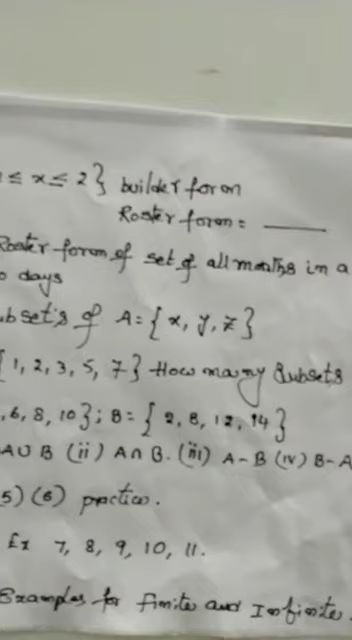 ≤ x ≤ 2} builder form
Roster form = ____
Roster form of set of all months in a
days
subsets of A = {x, y, z}
{1, 2, 3, 5, 7} How many subsets
,6, 8, 10}; B = {2, 8, 12, 14}
A∪B (ii) A∩B. (iii) A-B (iv) B-A
5) (6) practice.
Ex 7, 8, 9, 10, 11.
Examples for finite and Infinite.